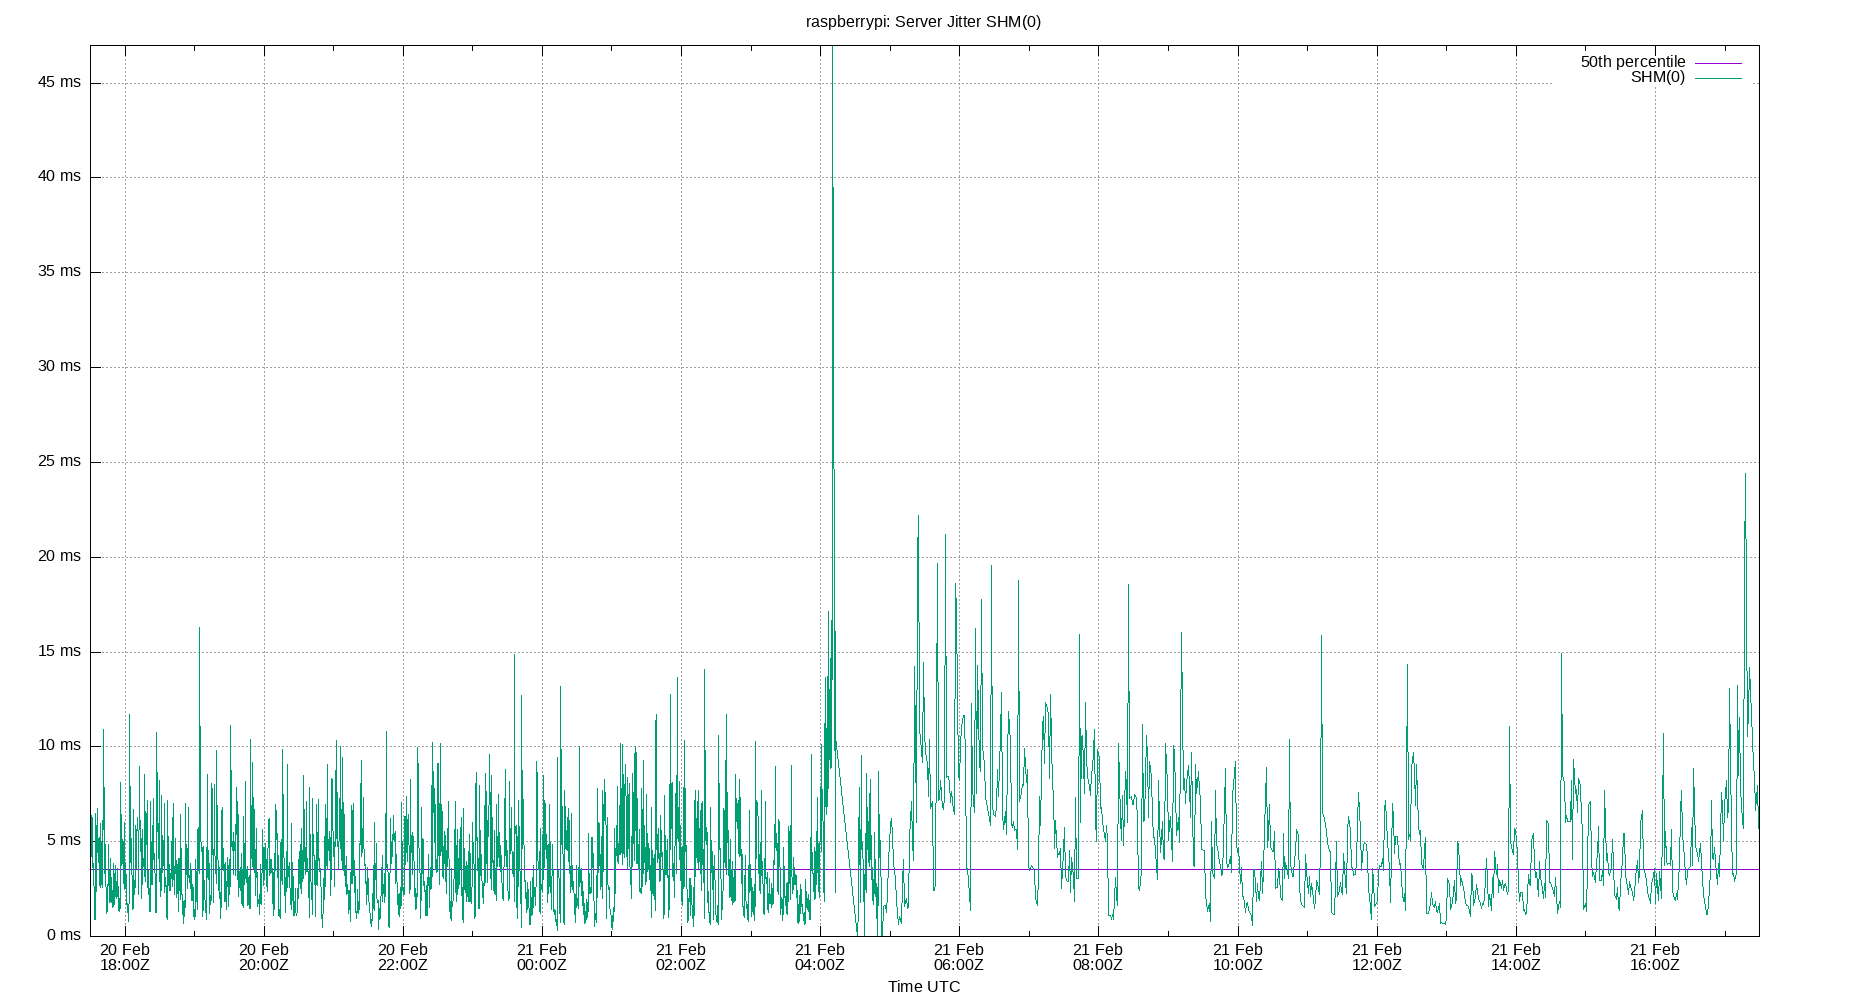 raspberrypi: Server Jitter SHM(0)
50th percentile
SHM(0)
45 ms
40 ms
35 ms
30 ms
25 ms
20 ms
15 ms
10 ms
5 ms
0 ms
20 Feb 20 Feb 20 Feb 21 Feb 21 Feb 21 Feb 21 Feb 21 Feb 21 Feb 21 Feb 21 Feb 21 Feb
18:00Z 20:00Z 22:00Z 00:00Z 02:00Z 04:00Z 06:00Z 08:00Z 10:00Z 12:00Z 14:00Z 16:00Z
Time UTC